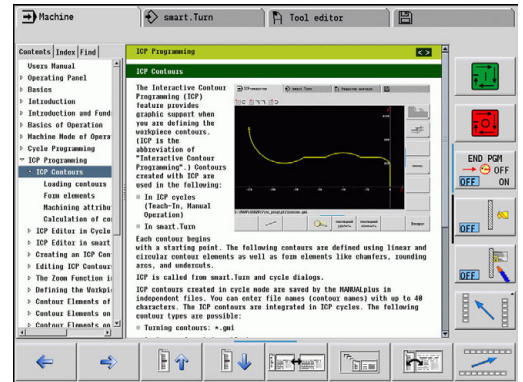 Machine
smart.Turn
Tool editor
Contents Index Find
Users Manual
Operating Panel
Basics
Introduction
Introduction and Fund
Basics of Operation
Machine Mode of Opera
Cycle Programming
ICP Programming
ICP Contours
Loading contours
Form elements
Machining attribu
Calculation of co
ICP Editor in Cycle
ICP Editor in smart
Creating an ICP Con
Editing ICP Contour
The Zoom Function i
Defining the Workpi
Contour Elements of
Contour Elements on
Contour Elements on
ICP Programming
ICP Contours
The Interactive Contour
Programming (ICP)
feature provides
graphic support when
you are defining the
workpiece contours.
(ICP is the
abbreviation of
"Interactive Contour
Programming".) Contours
created with ICP are
used in the following:
In ICP cycles
(Teach-In, Manual
Operation)
In smart.Turn
Each contour begins
with a starting point. The following contours are defined using linear and
circular contour elements as well as form elements like chamfers, rounding
arcs, and undercuts.
ICP is called from smart.Turn and cycle dialogs.
ICP contours created in cycle mode are saved by the MANUALplus in
independent files. You can enter file names (contour names) with up to 40
characters. The ICP contours are integrated in ICP cycles. The following
contour types are possible:
Turning contours: *.gmi
END PGM
OFF
OFF ON
OFF